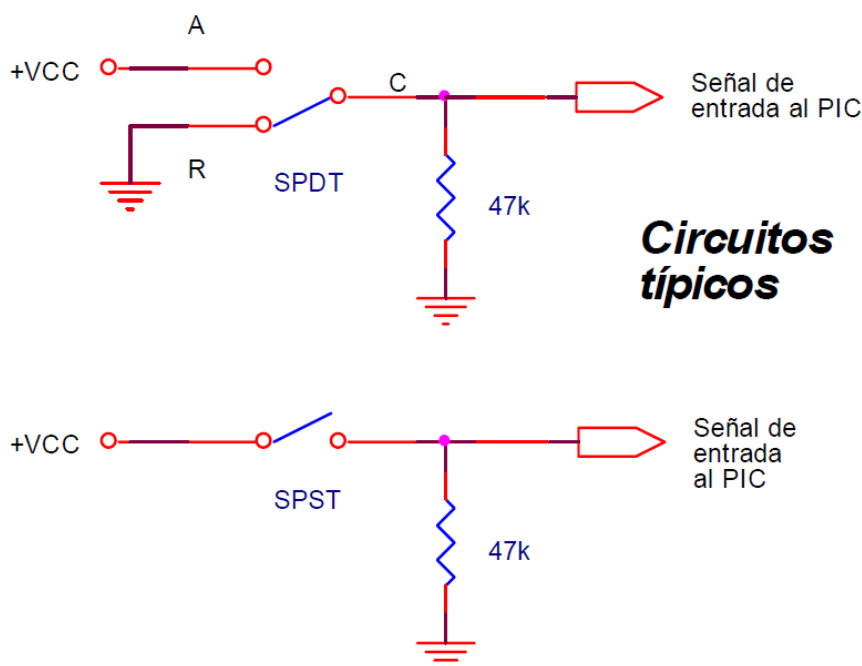 A
+VCC
C
Señal de
entrada al PIC
R
SPDT
47k
Circuitos
típicos
+VCC
Señal de
entrada
al PIC
SPST
47k